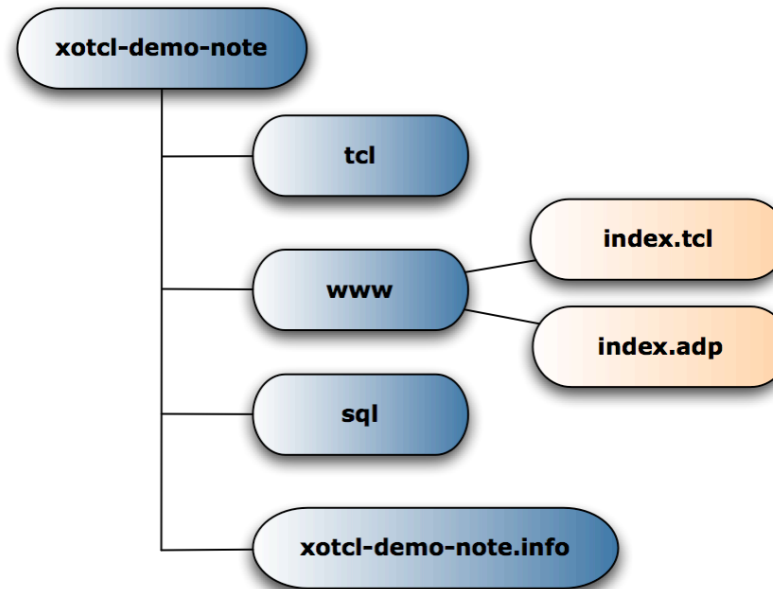 xotcl-demo-note
tcl
www
index.tcl
index.adp
sql
xotcl-demo-note.info